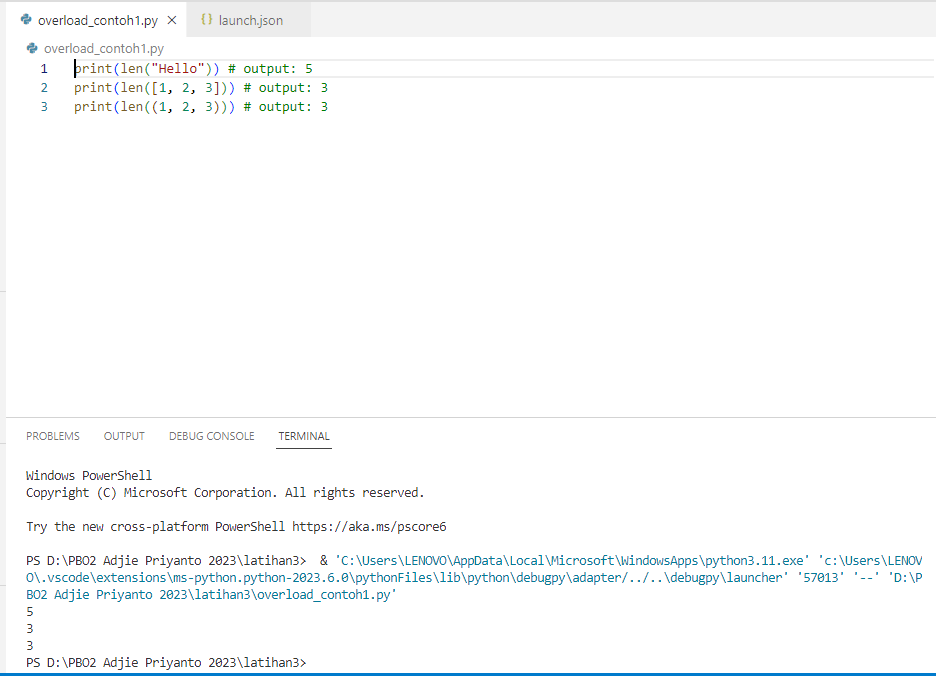 overload_contoh1.py
{} launch.json
overload_contoh1.py
1 print(len("Hello")) # output: 5
2 print(len([1, 2, 3])) # output: 3
3 print(len((1, 2, 3))) # output: 3
PROBLEMS OUTPUT DEBUG CONSOLE TERMINAL
Windows PowerShell
Copyright (C) Microsoft Corporation. All rights reserved.
Try the new cross-platform PowerShell https://aka.ms/pscore6
PS D:\PBO2 Adjie Priyanto 2023\latihan3>  & 'C:\Users\LENOVO\AppData\Local\Microsoft\WindowsApps\python3.11.exe' 'c:\Users\LENOV
O\.vscode\extensions\ms-python.python-2023.6.0\pythonFiles\lib\python\debugpy\adapter/../..\debugpy\launcher' '57013' '--' 'D:\P
BO2 Adjie Priyanto 2023\latihan3\overload_contoh1.py'
5
3
3
PS D:\PBO2 Adjie Priyanto 2023\latihan3>